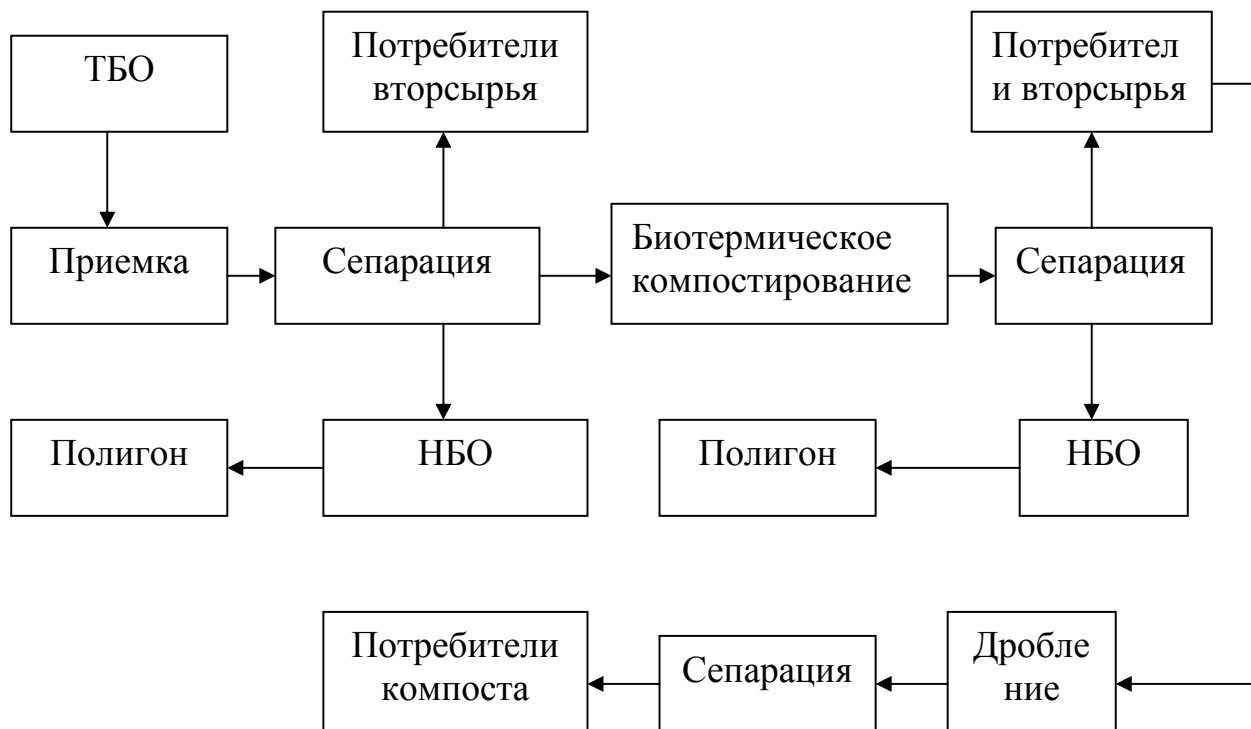 ТБО
Потребители
вторсырья
Потребител
и вторсырья
Приемка
Сепарация
Биотермическое
компостирование
Сепарация
Полигон
НБО
Полигон
НБО
Потребители
компоста
Сепарация
Дробле
ние